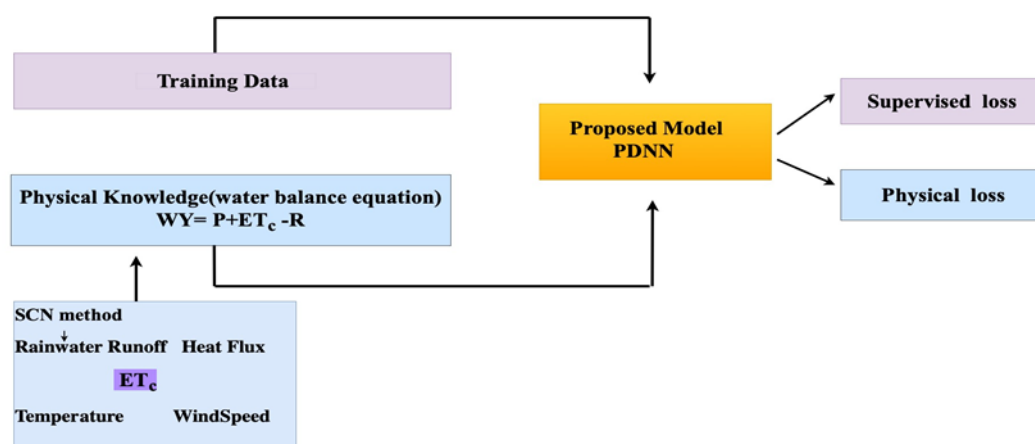 Training Data
Proposed Model
PDNN
Supervised loss
Physical loss
Physical Knowledge(water balance equation)
WY= P+ETc -R
SCN method
Rainwater Runoff Heat Flux
ETc
Temperature WindSpeed